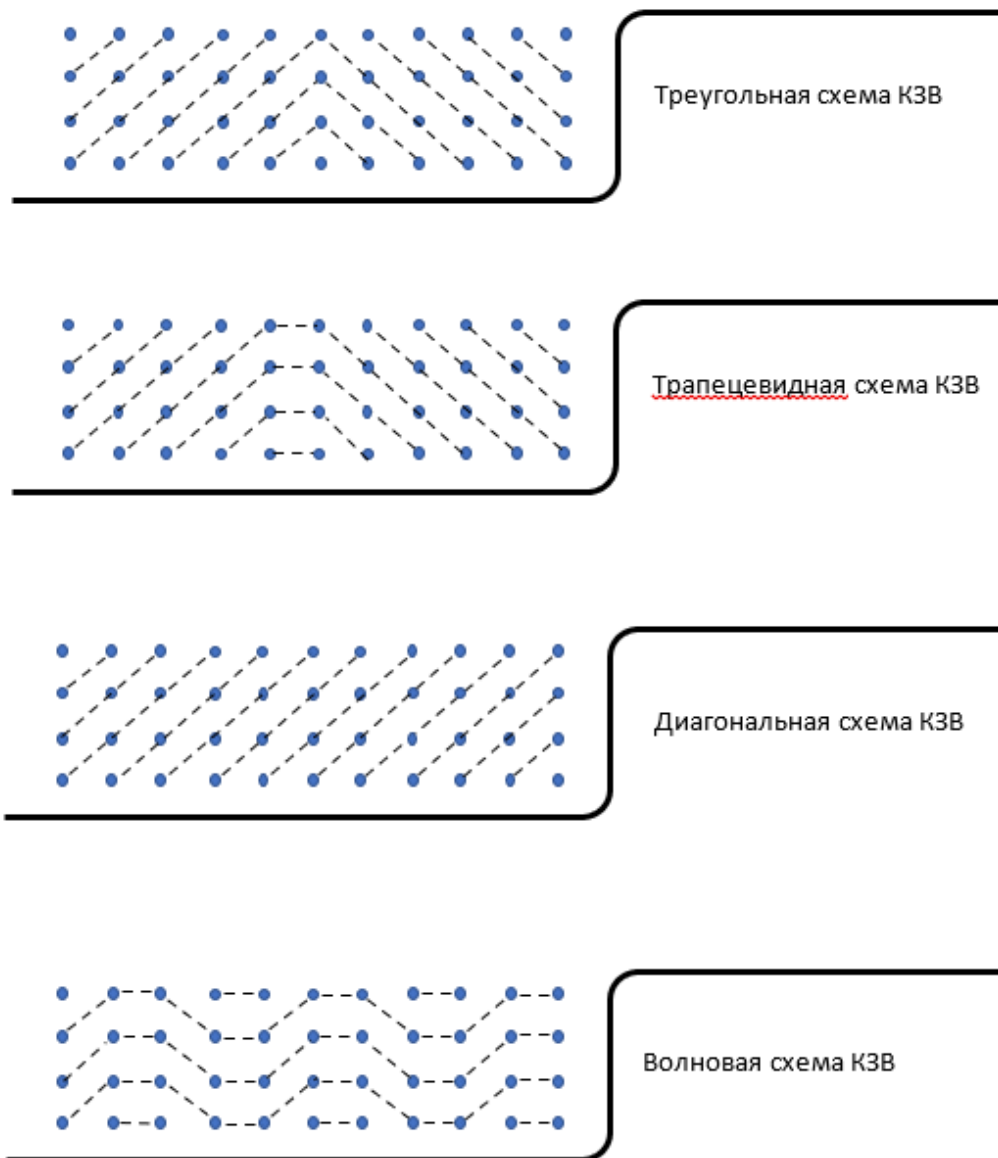 Треугольная схема КЗВ
Трапецевидная схема КЗВ
Диагональная схема КЗВ
Волновая схема КЗВ